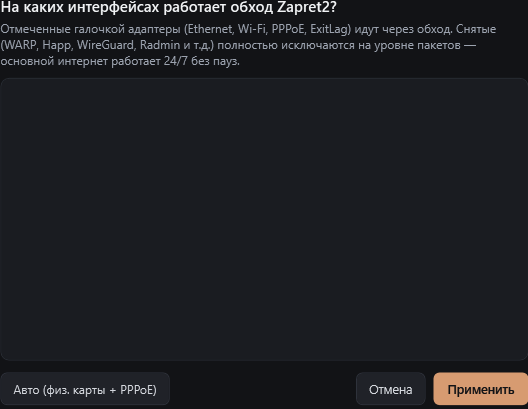 На каких интерфейсах работает обход Zapret2?
Отмеченные галочкой адаптеры (Ethernet, Wi-Fi, PPPoE, ExitLag) идут через обход. Снятые
(WARP, Happ, WireGuard, Radmin и т.д.) полностью исключаются на уровне пакетов —
основной интернет работает 24/7 без пауз.
Авто (физ. карты + PPPoE)
Отмена
Применить